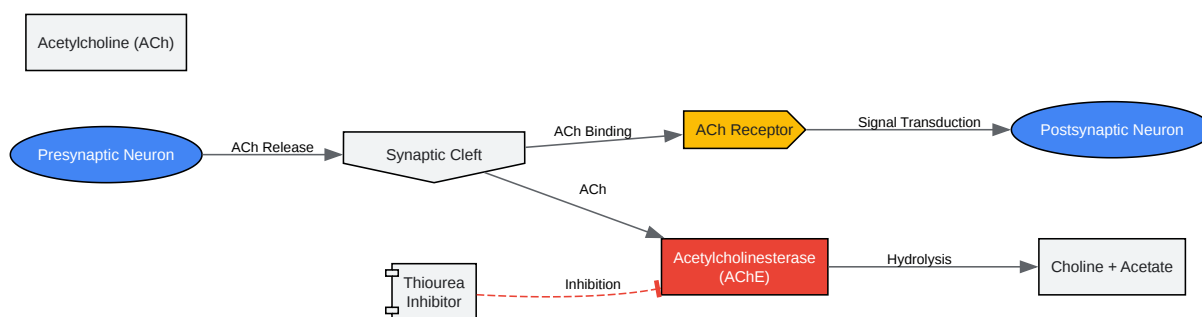 Acetylcholine (ACh)
Presynaptic Neuron
ACh Release
Synaptic Cleft
ACh Binding
ACh Receptor
Signal Transduction
Postsynaptic Neuron
ACh
Thiourea
Inhibitor
Inhibition
Acetylcholinesterase
(AChE)
Hydrolysis
Choline + Acetate